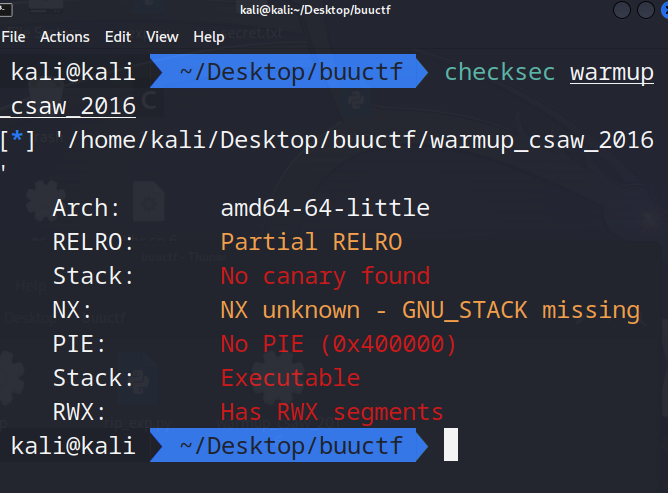 kali@kali:~/Desktop/buuctf
File Actions Edit View Help
kali@kali ~/Desktop/buuctf checksec warmup
_csaw_2016
[*] '/home/kali/Desktop/buuctf/warmup_csaw_2016
'
Arch: amd64-64-little
RELRO: Partial RELRO
Stack: No canary found
NX: NX unknown - GNU_STACK missing
PIE: No PIE (0x400000)
Stack: Executable
RWX: Has RWX segments
kali@kali ~/Desktop/buuctf